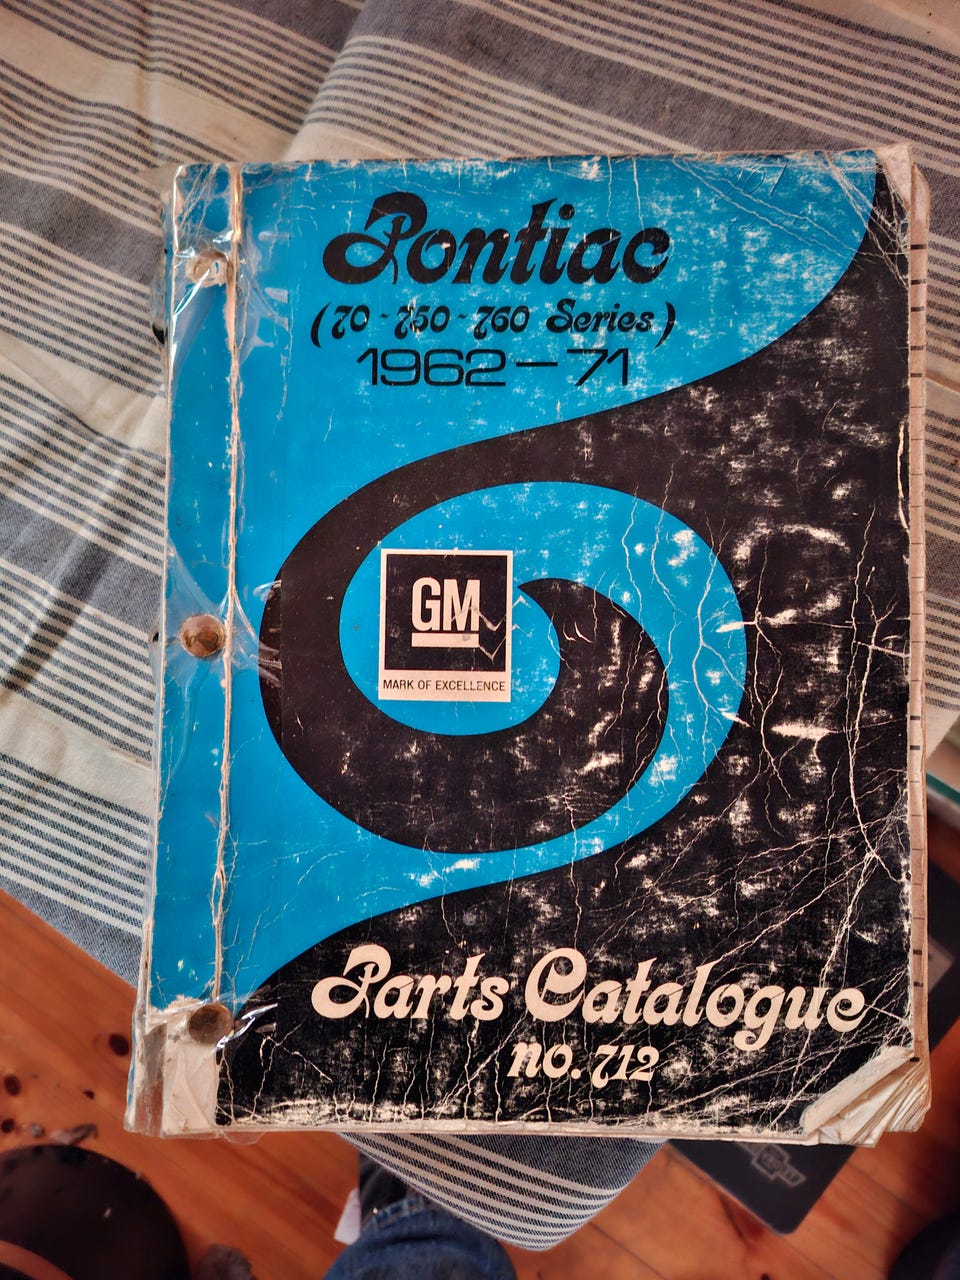 Pontiac
(70-750-760 Series)
1962-71
GM
MARK OF EXCELLENCE
Parts Catalogue
no. 712